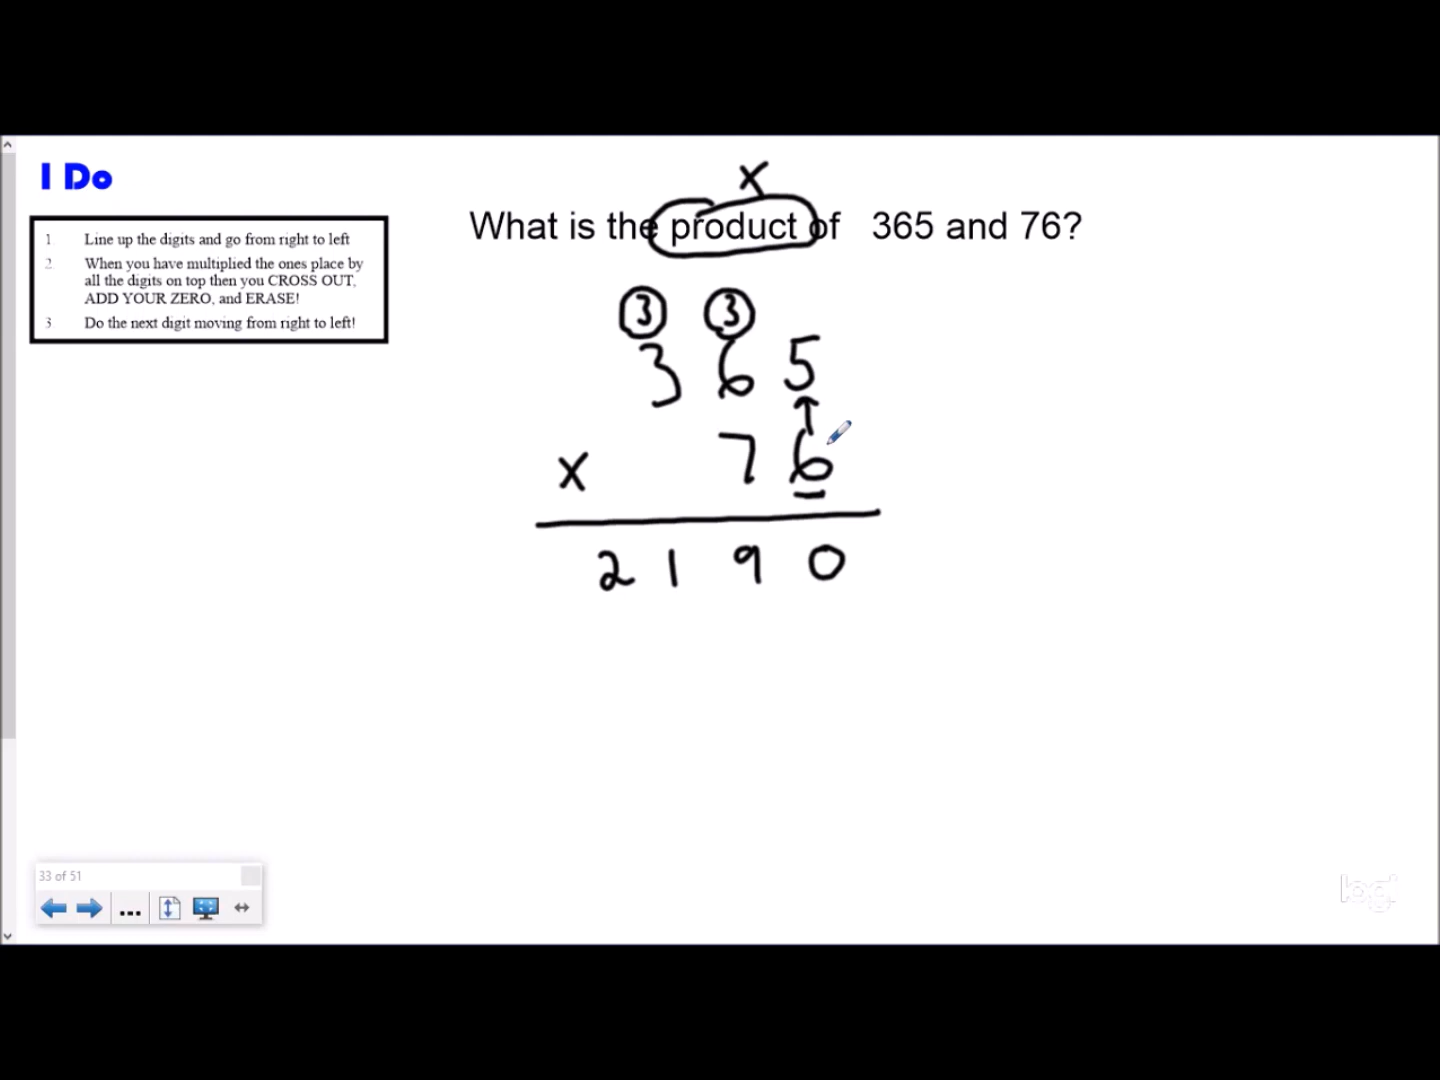 I Do
x
What is the product of 365 and 76?
1 Line up the digits and go from right to left
2 When you have multiplied the ones place by
all the digits on top then you CROSS OUT,
ADD YOUR ZERO, and ERASE!
3 Do the next digit moving from right to left!
3 3
3 6 5
x 7 6
2 1 9 0
33 of 51
...
logi